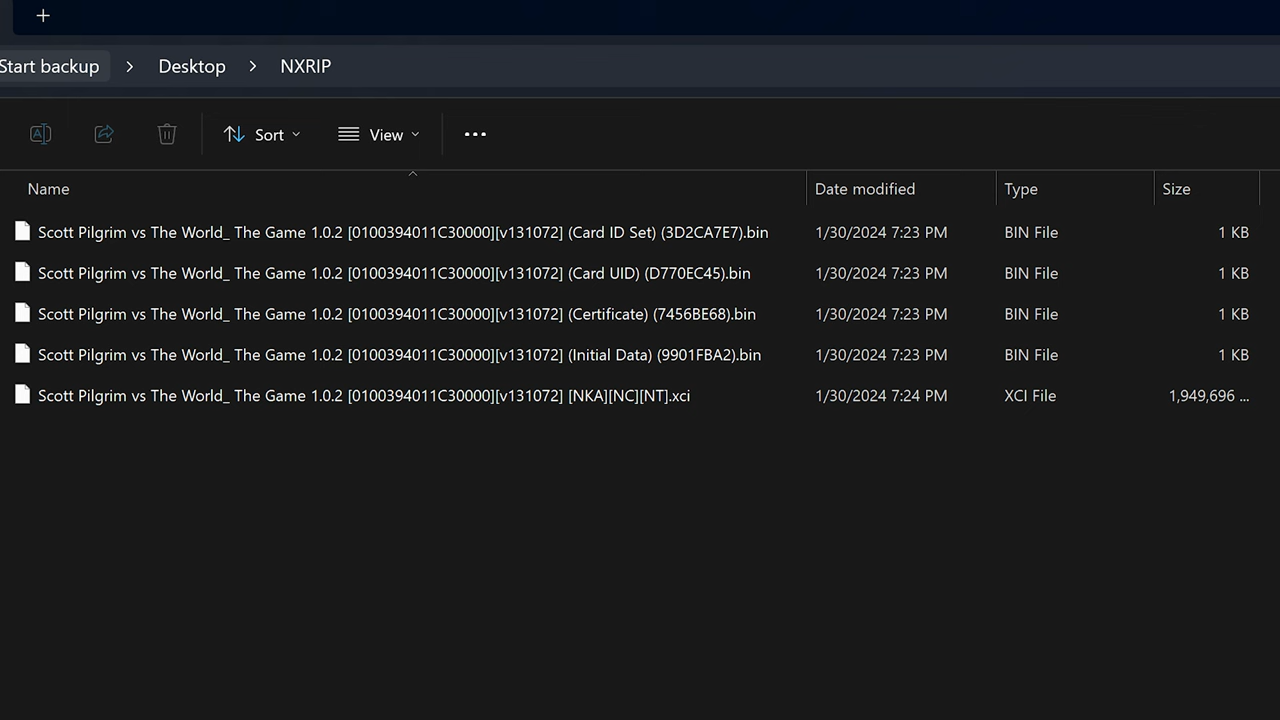 Start backup > Desktop > NXRIP
Sort View
Name Date modified Type Size
Scott Pilgrim vs The World_ The Game 1.0.2 [0100394011C30000][v131072] (Card ID Set) (3D2CA7E7).bin 1/30/2024 7:23 PM BIN File 1 KB
Scott Pilgrim vs The World_ The Game 1.0.2 [0100394011C30000][v131072] (Card UID) (D770EC45).bin 1/30/2024 7:23 PM BIN File 1 KB
Scott Pilgrim vs The World_ The Game 1.0.2 [0100394011C30000][v131072] (Certificate) (7456BE68).bin 1/30/2024 7:23 PM BIN File 1 KB
Scott Pilgrim vs The World_ The Game 1.0.2 [0100394011C30000][v131072] (Initial Data) (9901FBA2).bin 1/30/2024 7:23 PM BIN File 1 KB
Scott Pilgrim vs The World_ The Game 1.0.2 [0100394011C30000][v131072] [NKA][NC][NT].xci 1/30/2024 7:24 PM XCI File 1,949,696 ...